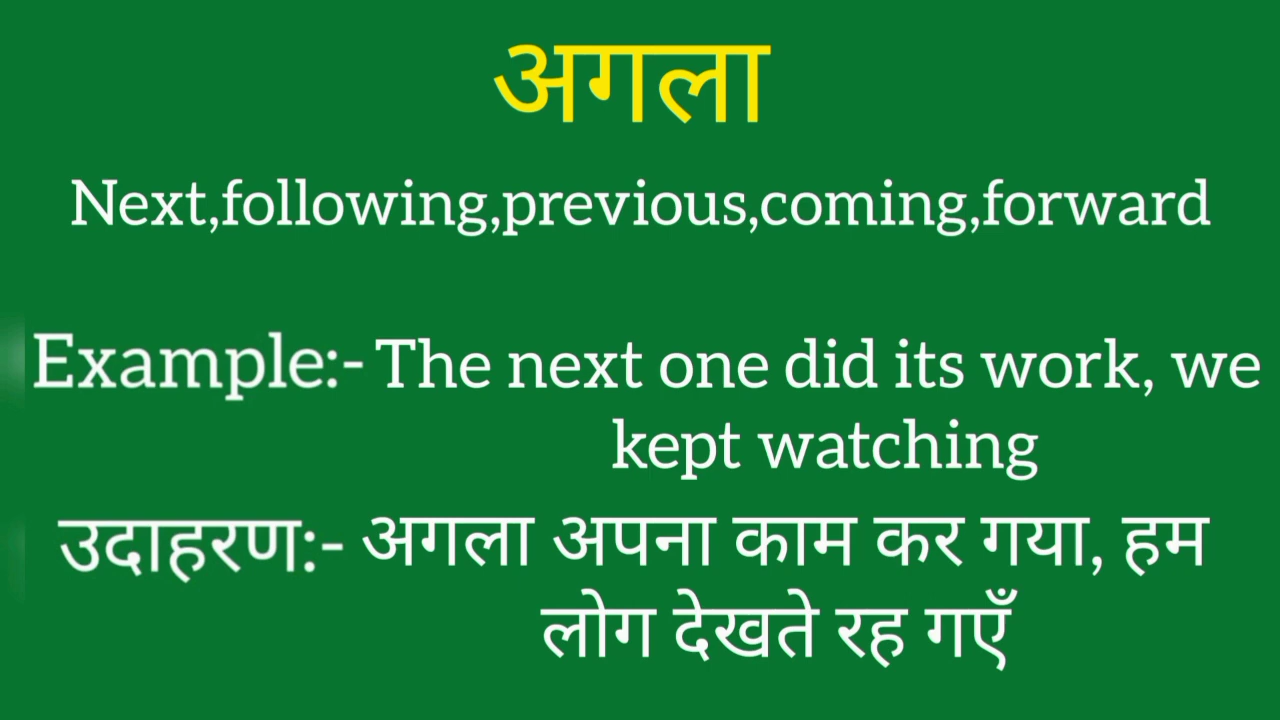 अगला
Next,following,previous,coming,forward
Example:- The next one did its work, we
kept watching
उदाहरण:- अगला अपना काम कर गया, हम
लोग देखते रह गएँ